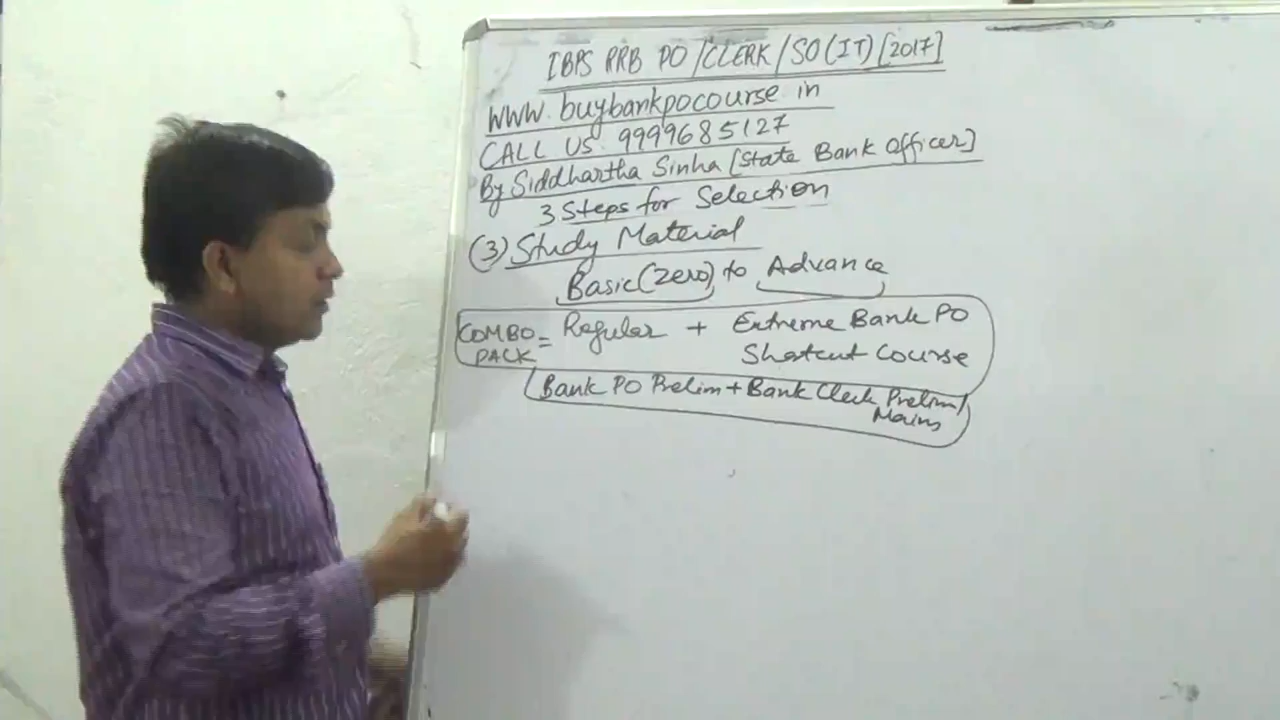 IBPS RRB PO/CLERK/SO(IT)[2017]
WWW.buybankpocourse in
CALL US 9999685127
By Siddhartha Sinha [State Bank Officer]
3 Steps for Selection
(3) Study Material
Basic(Zero) to Advance
COMBO PACK = Regular + Extreme Bank PO
Shotcut Course
Bank PO Prelim + Bank Clerk Prelim/
Mains